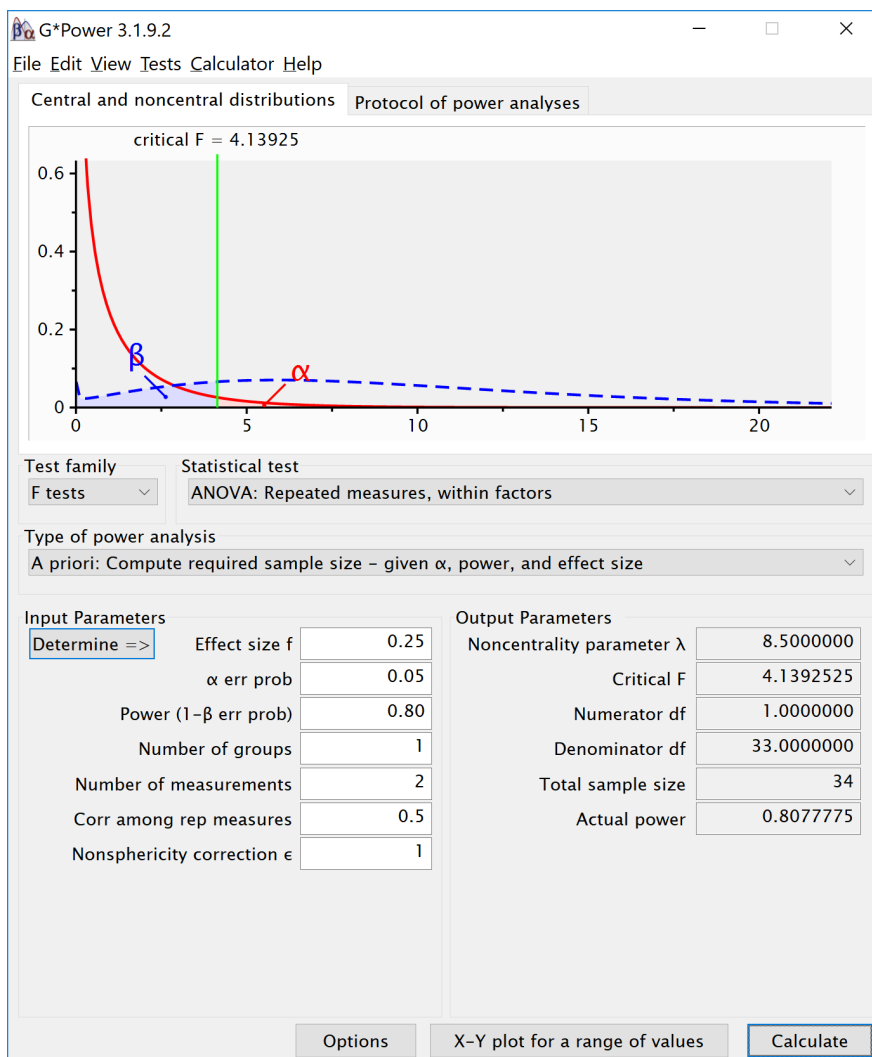 βα G*Power 3.1.9.2
File Edit View Tests Calculator Help
Central and noncentral distributions Protocol of power analyses
critical F = 4.13925
0.6
0.4
0.2
0
β
α
0 5 10 15 20
Test family Statistical test
F tests ANOVA: Repeated measures, within factors
Type of power analysis
A priori: Compute required sample size – given α, power, and effect size
Input Parameters Output Parameters
Determine => Effect size f 0.25 Noncentrality parameter λ 8.5000000
α err prob 0.05 Critical F 4.1392525
Power (1–β err prob) 0.80 Numerator df 1.0000000
Number of groups 1 Denominator df 33.0000000
Number of measurements 2 Total sample size 34
Corr among rep measures 0.5 Actual power 0.8077775
Nonsphericity correction ϵ 1
Options X–Y plot for a range of values Calculate